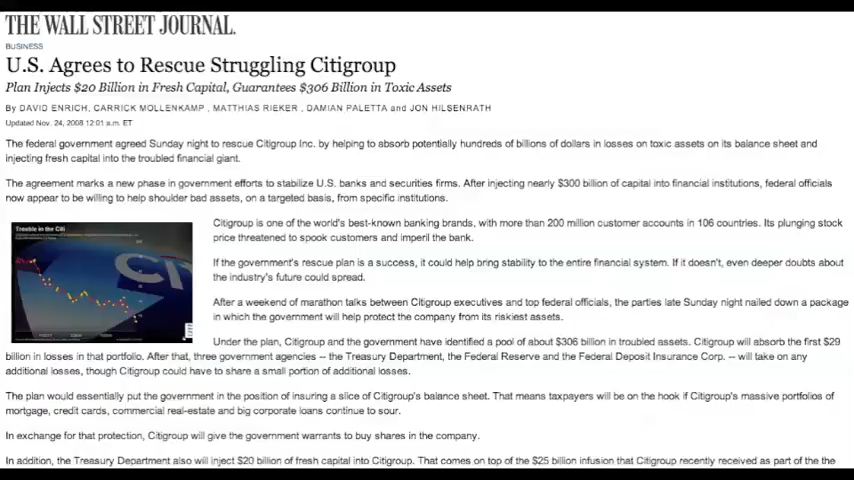 THE WALL STREET JOURNAL.
BUSINESS
U.S. Agrees to Rescue Struggling Citigroup
Plan Injects $20 Billion in Fresh Capital, Guarantees $306 Billion in Toxic Assets
By DAVID ENRICH, CARRICK MOLLENKAMP , MATTHIAS RIEKER , DAMIAN PALETTA and JON HILSENRATH
Updated Nov. 24, 2008 12:01 a.m. ET
The federal government agreed Sunday night to rescue Citigroup Inc. by helping to absorb potentially hundreds of billions of dollars in losses on toxic assets on its balance sheet and
injecting fresh capital into the troubled financial giant.
The agreement marks a new phase in government efforts to stabilize U.S. banks and securities firms. After injecting nearly $300 billion of capital into financial institutions, federal officials
now appear to be willing to help shoulder bad assets, on a targeted basis, from specific institutions.
Trouble in the Citi
Citigroup is one of the world's best-known banking brands, with more than 200 million customer accounts in 106 countries. Its plunging stock
price threatened to spook customers and imperil the bank.
If the government's rescue plan is a success, it could help bring stability to the entire financial system. If it doesn't, even deeper doubts about
the industry's future could spread.
After a weekend of marathon talks between Citigroup executives and top federal officials, the parties late Sunday night nailed down a package
in which the government will help protect the company from its riskiest assets.
Under the plan, Citigroup and the government have identified a pool of about $306 billion in troubled assets. Citigroup will absorb the first $29
billion in losses in that portfolio. After that, three government agencies -- the Treasury Department, the Federal Reserve and the Federal Deposit Insurance Corp. -- will take on any
additional losses, though Citigroup could have to share a small portion of additional losses.
The plan would essentially put the government in the position of insuring a slice of Citigroup's balance sheet. That means taxpayers will be on the hook if Citigroup's massive portfolios of
mortgage, credit cards, commercial real-estate and big corporate loans continue to sour.
In exchange for that protection, Citigroup will give the government warrants to buy shares in the company.
In addition, the Treasury Department also will inject $20 billion of fresh capital into Citigroup. That comes on top of the $25 billion infusion that Citigroup recently received as part of the the